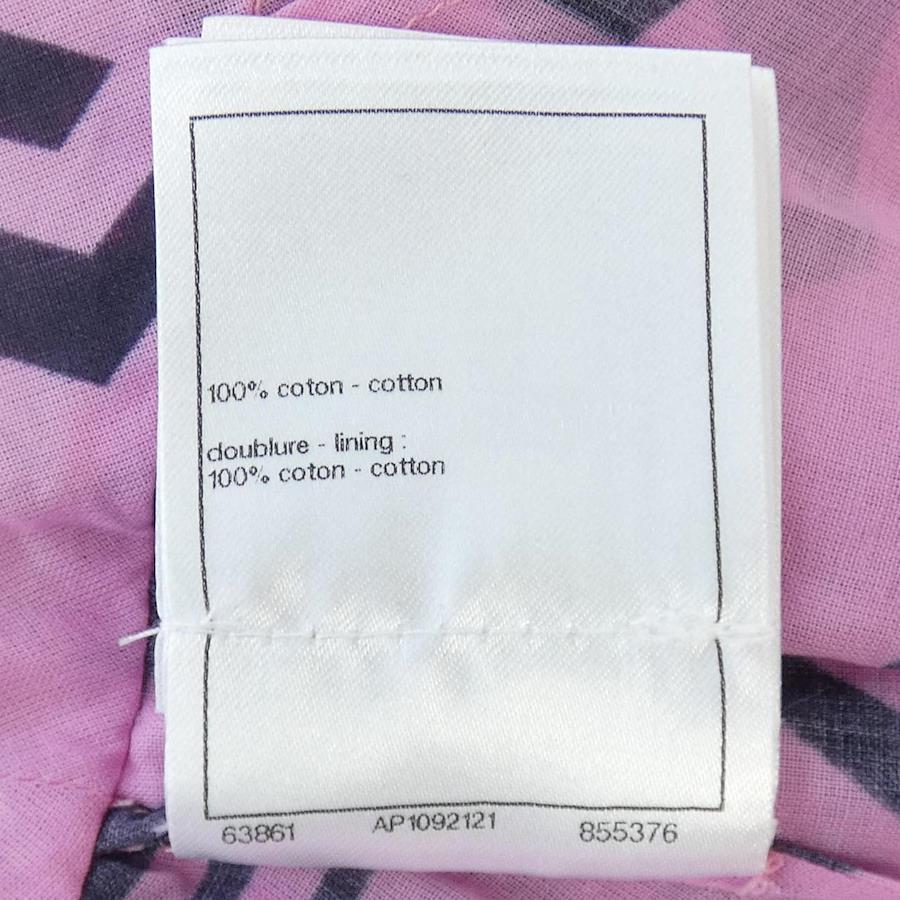 100% coton - cotton
doublure - lining :
100% coton - cotton
63861 AP1092121 855376